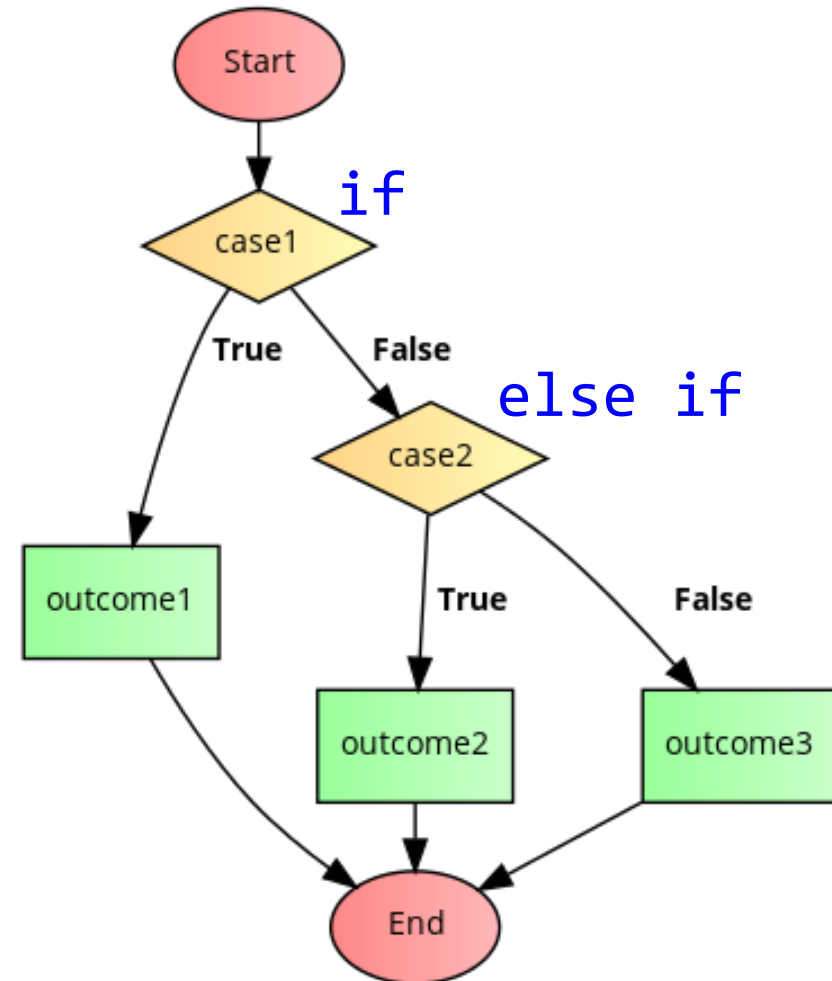 Start
if
case1
True
False
else if
case2
outcome1
True
False
outcome2
outcome3
End